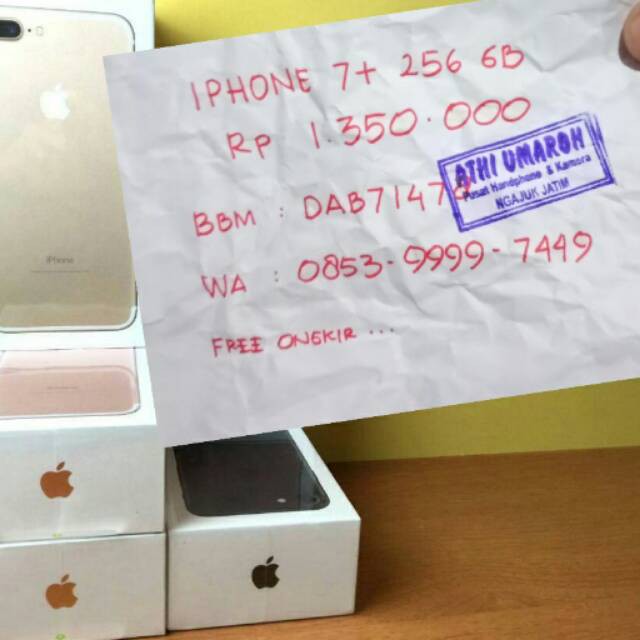 iPhone
IPHONE 7+ 256 GB
RP 1.350.000
ATHI UMAROH
Pusat Handphone & Kamera
NGAJUK JATIM
BBM : DAB7147
WA : 0853-9999-7449
FREE ONGKIR ...